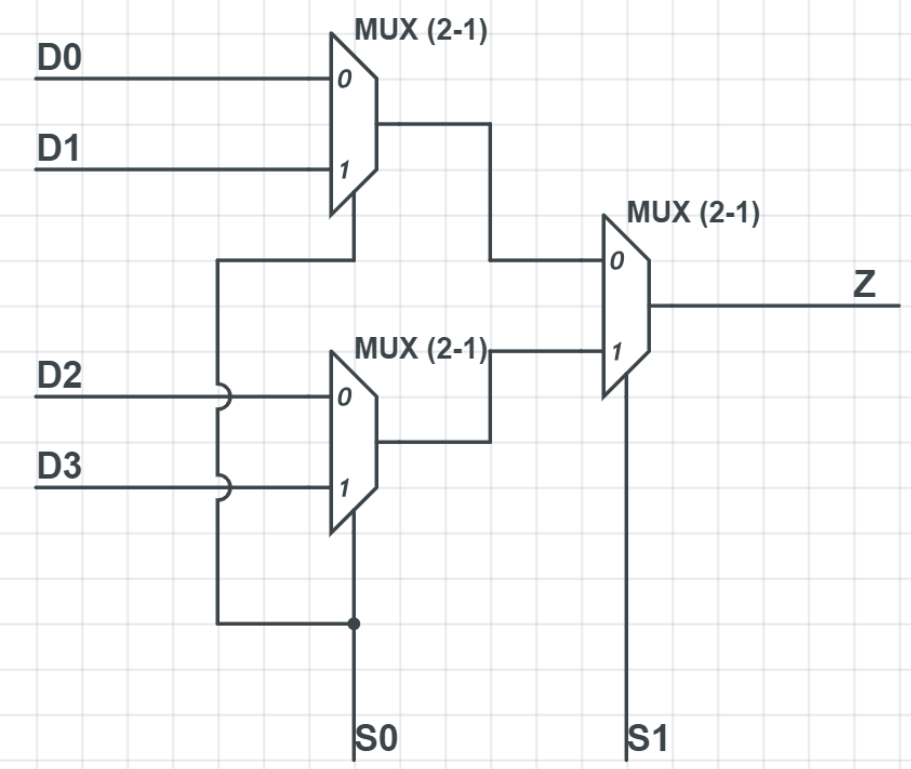 MUX (2-1)
D0
0
D1
1
MUX (2-1)
0
Z
MUX (2-1)
1
D2
0
D3
1
S0
S1